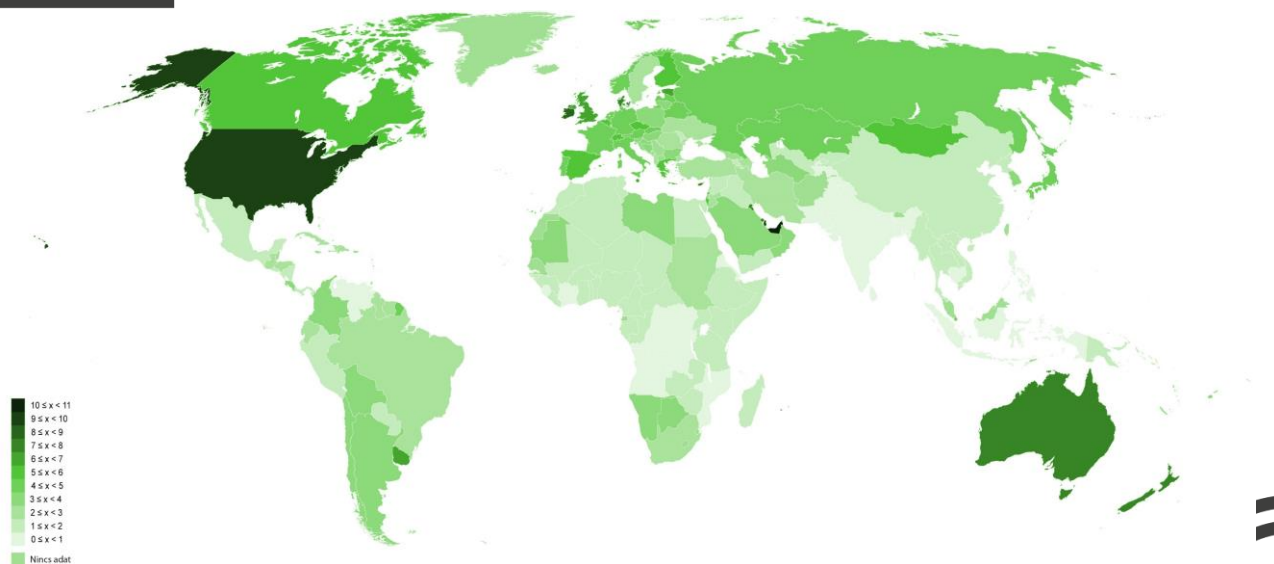 10 ≤ x < 11
9 ≤ x < 10
8 ≤ x < 9
7 ≤ x < 8
6 ≤ x < 7
5 ≤ x < 6
4 ≤ x < 5
3 ≤ x < 4
2 ≤ x < 3
1 ≤ x < 2
0 ≤ x < 1
Nincs adat